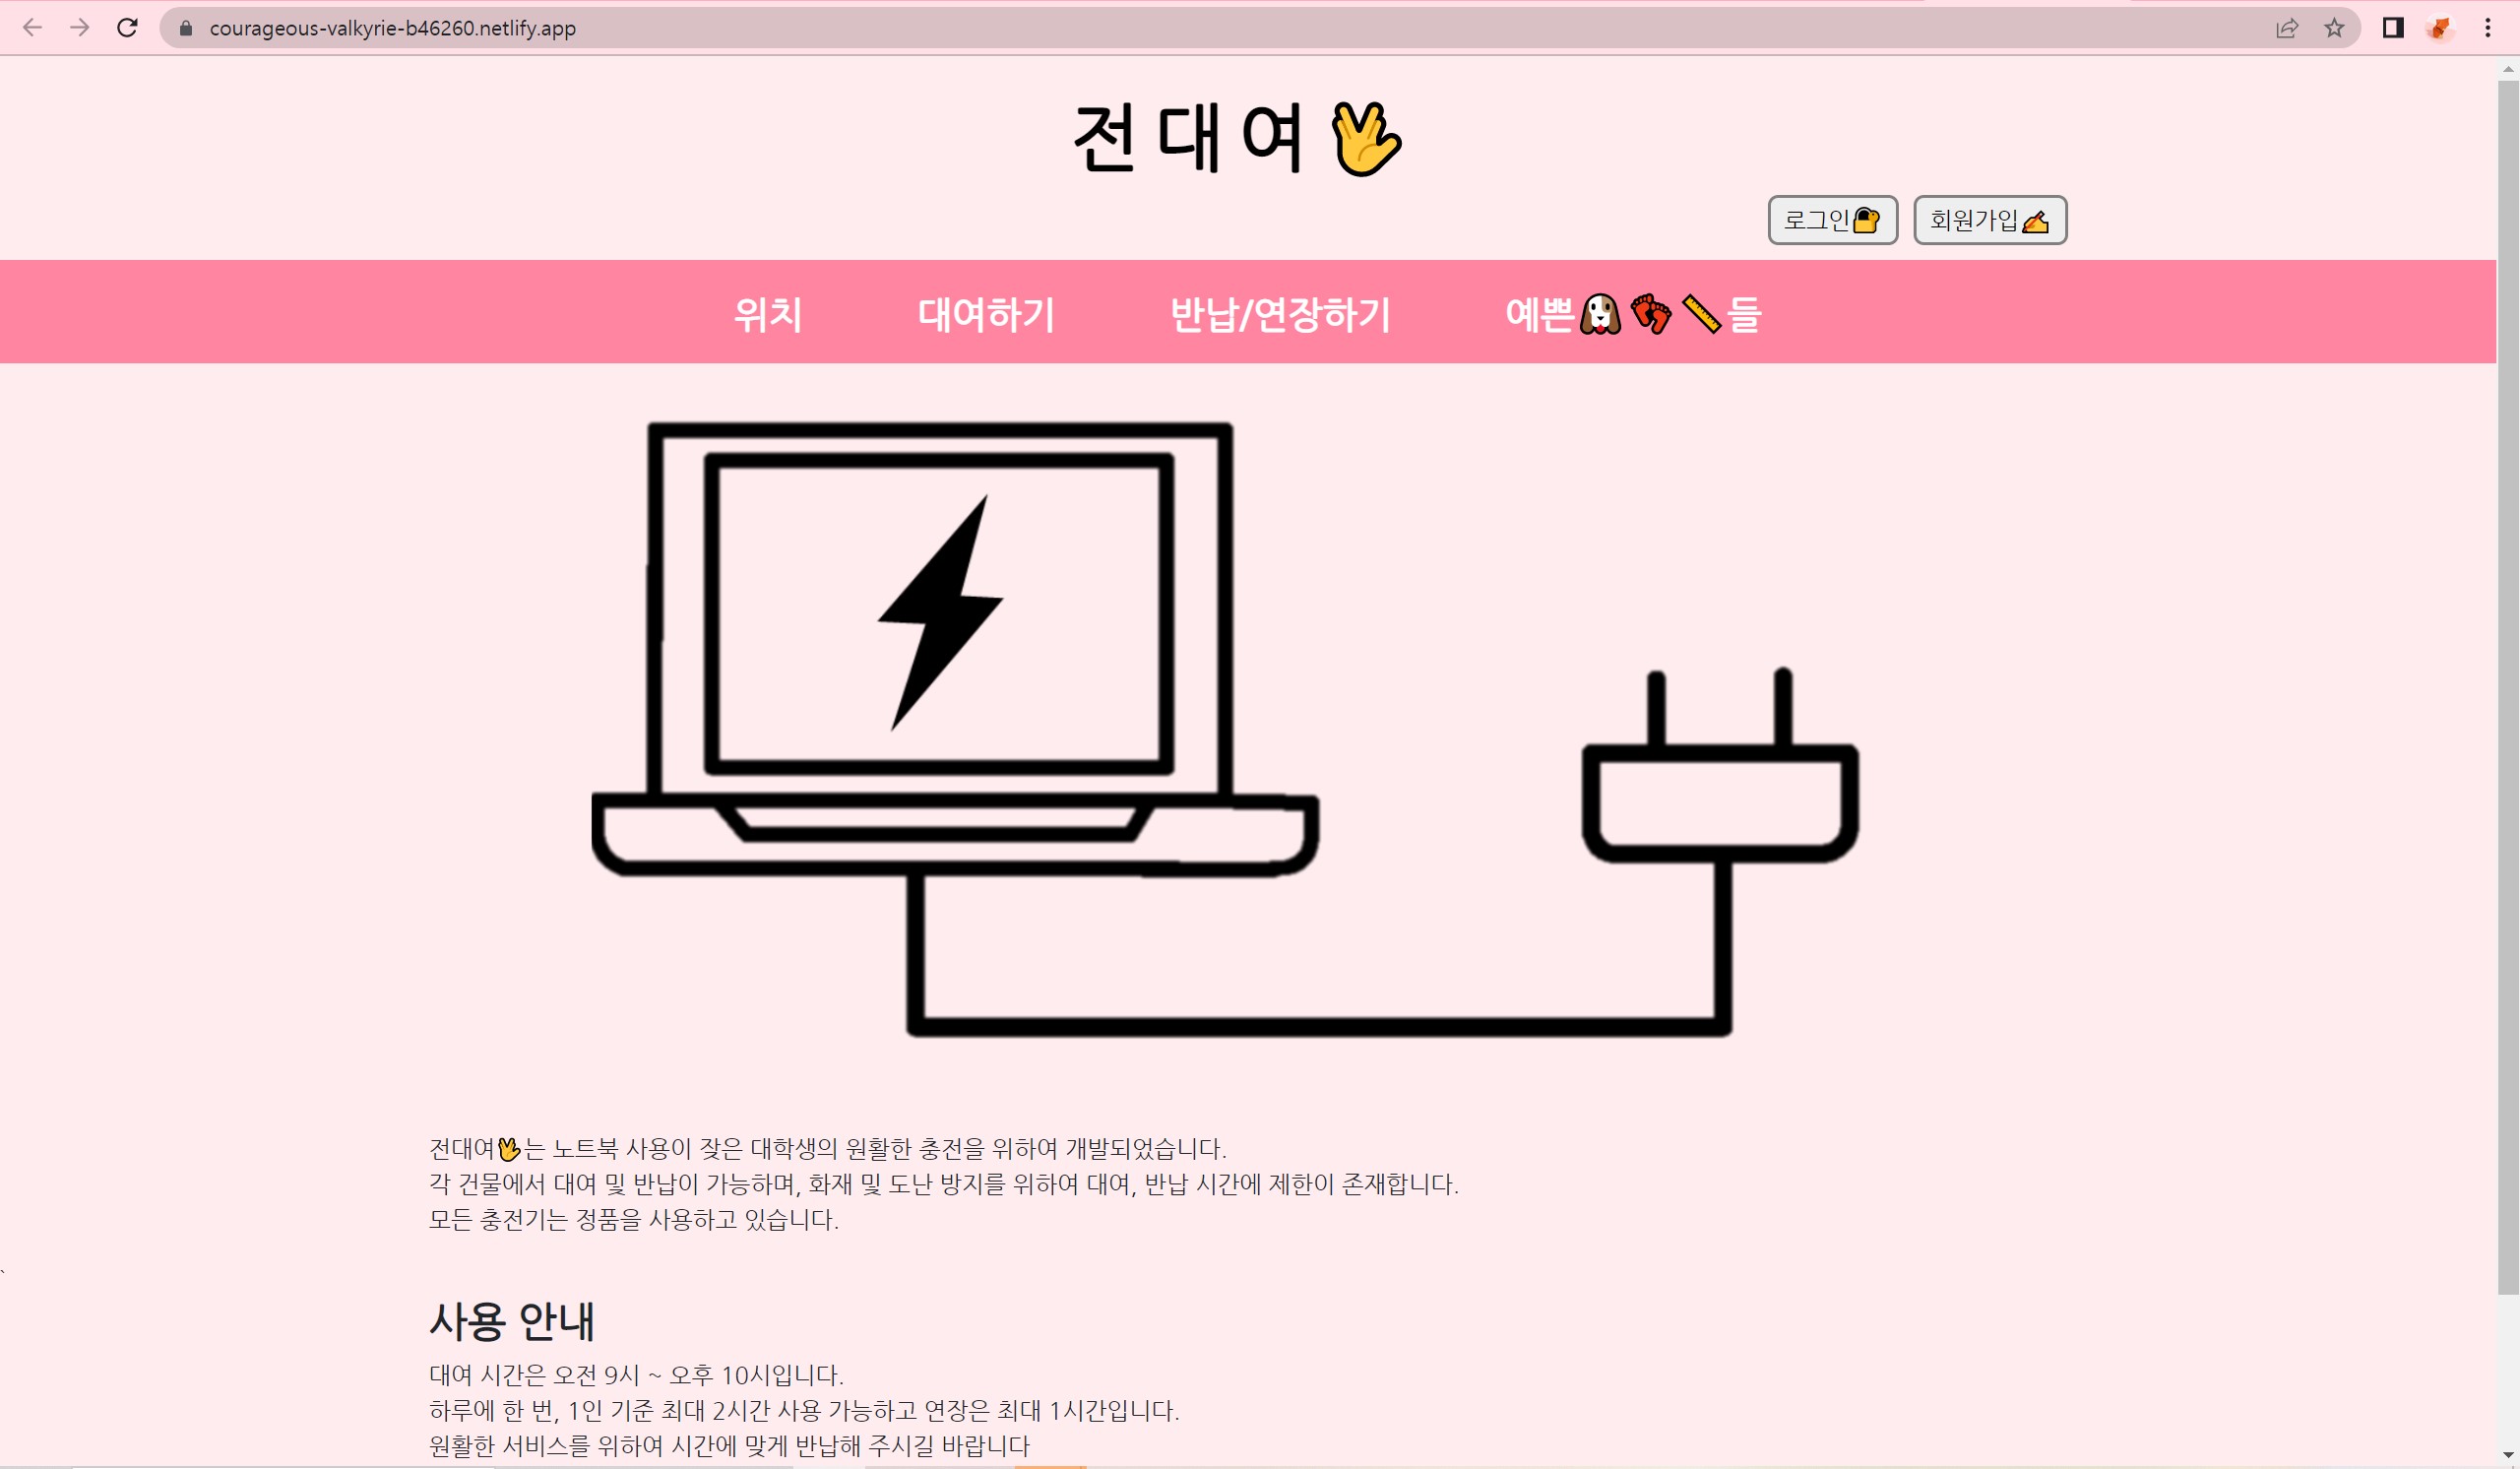 courageous-valkyrie-b46260.netlify.app
전 대 여 🖖
로그인🔏 회원가입✍
위치 대여하기 반납/연장하기 예쁜🐶👣📏들
전대여🖖는 노트북 사용이 잦은 대학생의 원활한 충전을 위하여 개발되었습니다.
각 건물에서 대여 및 반납이 가능하며, 화재 및 도난 방지를 위하여 대여, 반납 시간에 제한이 존재합니다.
모든 충전기는 정품을 사용하고 있습니다.
`
사용 안내
대여 시간은 오전 9시 ~ 오후 10시입니다.
하루에 한 번, 1인 기준 최대 2시간 사용 가능하고 연장은 최대 1시간입니다.
원활한 서비스를 위하여 시간에 맞게 반납해 주시길 바랍니다